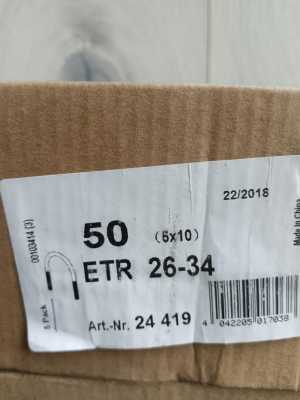 22/2018
50 (5x10)
ETR 26-34
Art.-Nr. 24 419
4 042205 017038
00103414 (3)
5 Pack
Made in China